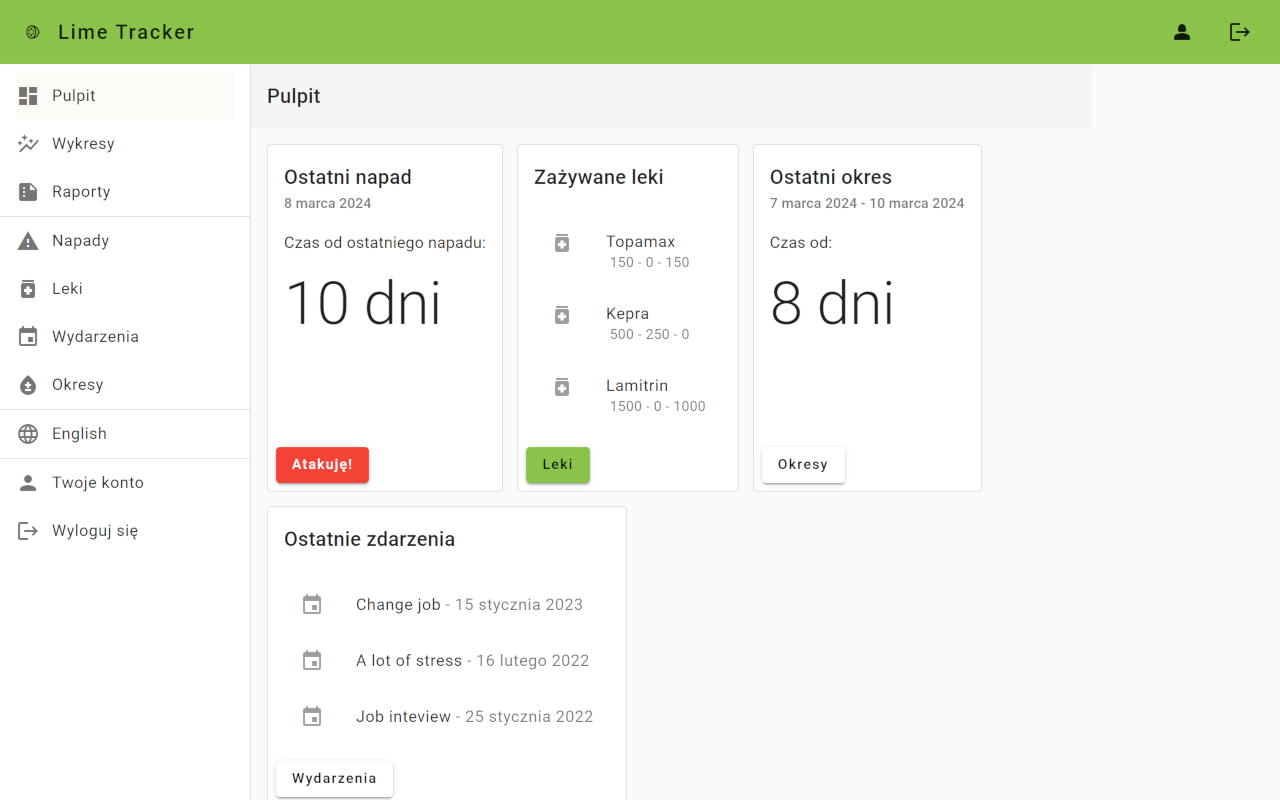 Lime Tracker
Pulpit
Wykresy
Raporty
Napady
Leki
Wydarzenia
Okresy
English
Twoje konto
Wyloguj się
Pulpit
Ostatni napad
8 marca 2024
Czas od ostatniego napadu:
10 dni
Atakuję!
Zażywane leki
Topamax
150 - 0 - 150
Kepra
500 - 250 - 0
Lamitrin
1500 - 0 - 1000
Leki
Ostatni okres
7 marca 2024 - 10 marca 2024
Czas od:
8 dni
Okresy
Ostatnie zdarzenia
Change job - 15 stycznia 2023
A lot of stress - 16 lutego 2022
Job inteview - 25 stycznia 2022
Wydarzenia